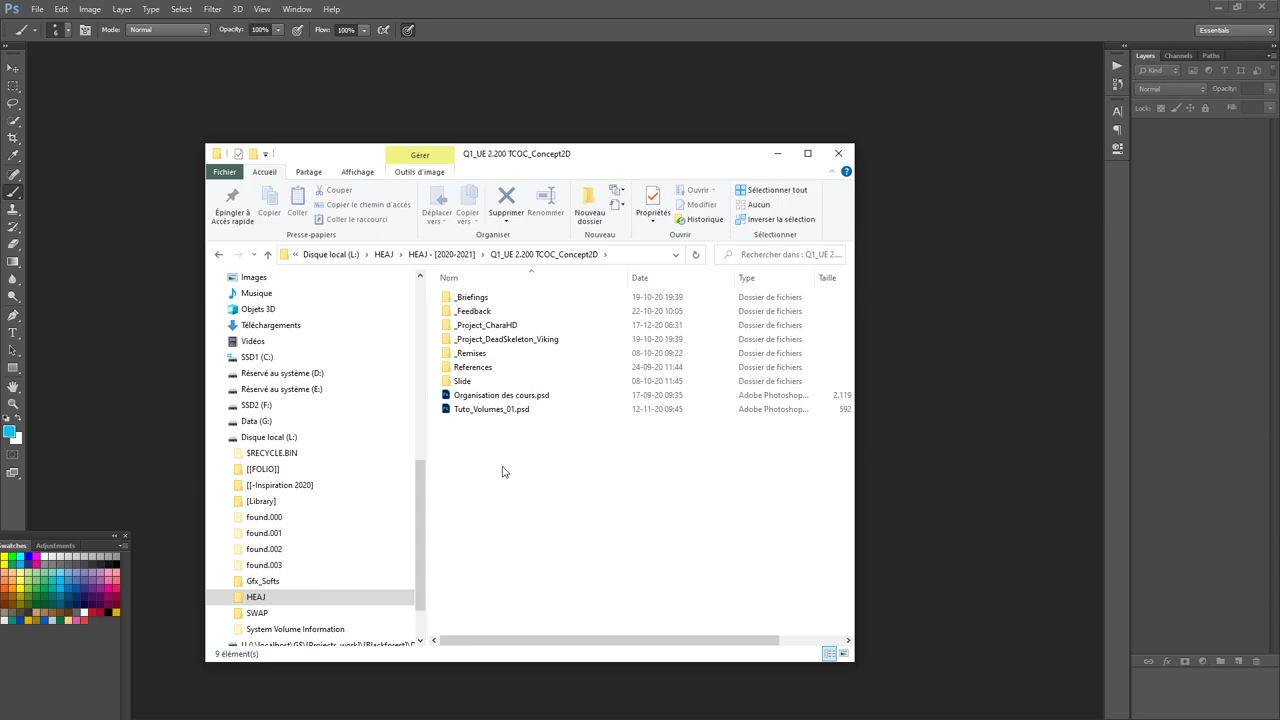 Ps File Edit Image Layer Type Select Filter 3D View Window Help
6 Mode: Normal Opacity: 100% Flow: 100% Essentials
Layers Channels Paths
Kind
Normal Opacity:
Lock: Fill:
Gérer Q1_UE 2.200 TCOC_Concept2D
Fichier Accueil Partage Affichage Outils d'image
Épingler à Accès rapide
Copier
Coller
Couper
Copier le chemin d'accès
Coller le raccourci
Déplacer vers
Copier vers
Supprimer
Renommer
Nouveau dossier
Propriétés
Ouvrir
Modifier
Historique
Sélectionner tout
Aucun
Inverser la sélection
Presse-papiers Organiser Nouveau Ouvrir Sélectionner
« Disque local (L:) > HEAJ > HEAJ - [2020-2021] > Q1_UE 2.200 TCOC_Concept2D > Rechercher dans : Q1_UE 2....
Images
Musique
Objets 3D
Téléchargements
Vidéos
SSD1 (C:)
Réservé au système (D:)
Réservé au système (E:)
SSD2 (F:)
Data (G:)
Disque local (L:)
$RECYCLE.BIN
[[FOLIO]]
[[-Inspiration 2020]
[Library]
found.000
found.001
found.002
found.003
Gfx_Softs
HEAJ
SWAP
System Volume Information
Nom Date Type Taille
_Briefings 19-10-20 19:39 Dossier de fichiers
_Feedback 22-10-20 10:05 Dossier de fichiers
_Project_CharaHD 17-12-20 06:31 Dossier de fichiers
_Project_DeadSkeleton_Viking 19-10-20 19:39 Dossier de fichiers
_Remises 08-10-20 09:22 Dossier de fichiers
References 24-09-20 11:44 Dossier de fichiers
Slide 08-10-20 11:45 Dossier de fichiers
Organisation des cours.psd 17-09-20 09:35 Adobe Photoshop... 2.119
Tuto_Volumes_01.psd 12-11-20 09:45 Adobe Photoshop... 592
9 élément(s)
Swatches Adjustments
fx